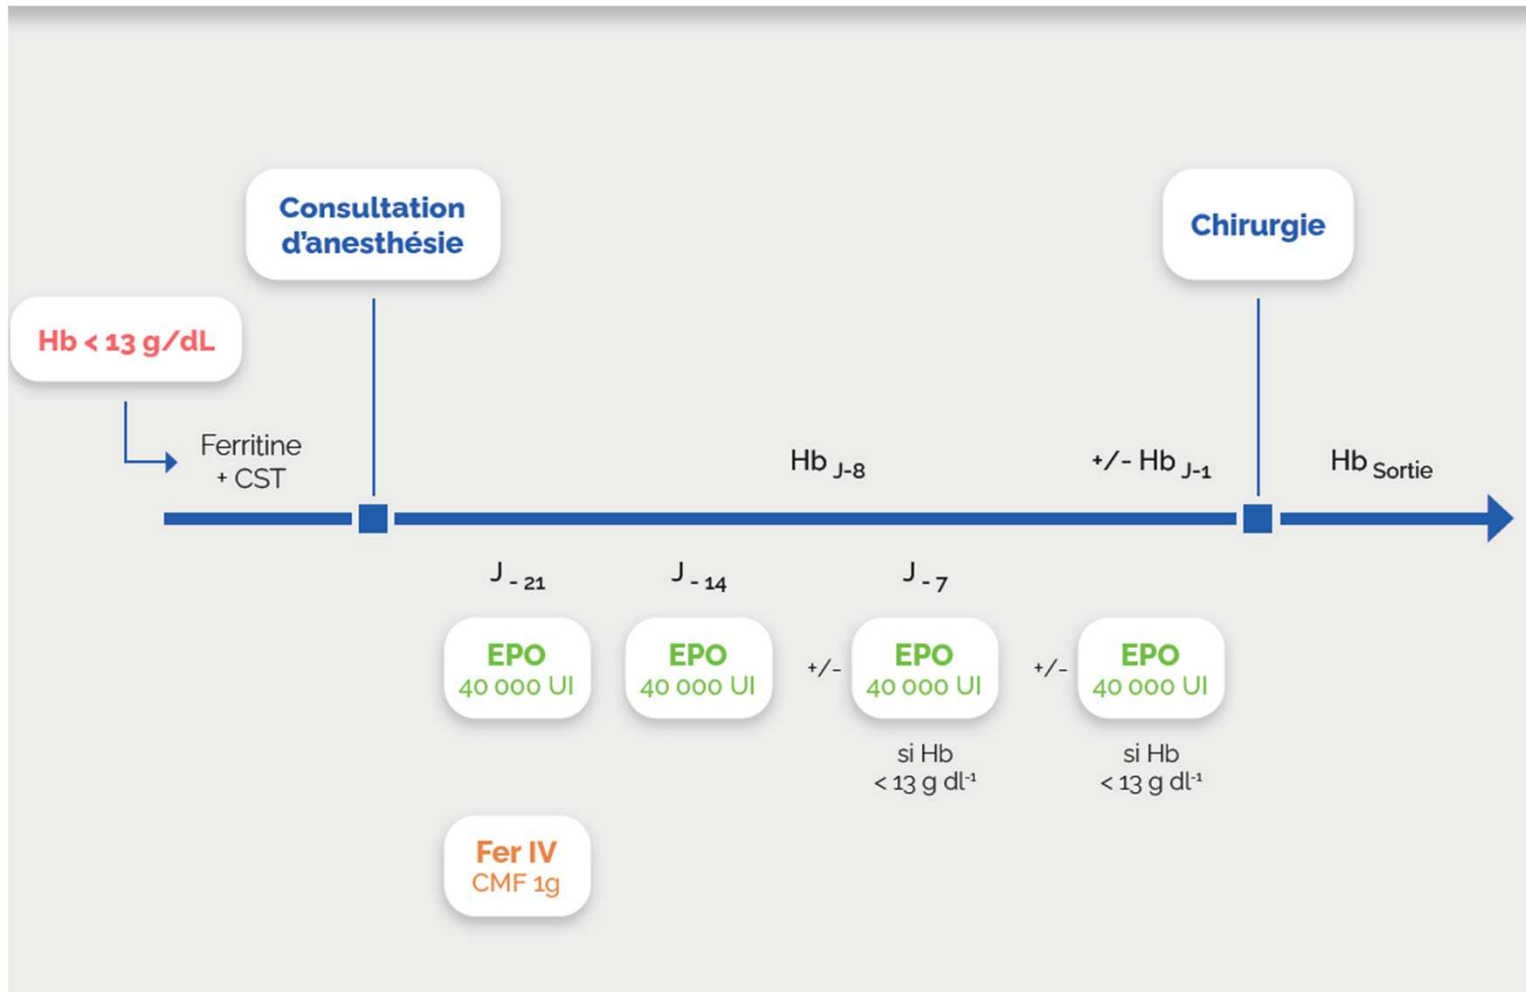 Consultation
d'anesthésie
Chirurgie
Hb < 13 g/dL
Ferritine
+ CST
Hb J-8
+/- Hb J-1
Hb Sortie
J - 21
J - 14
J - 7
EPO
40 000 UI
EPO
40 000 UI
+/-
EPO
40 000 UI
+/-
EPO
40 000 UI
si Hb
< 13 g dl⁻¹
si Hb
< 13 g dl⁻¹
Fer IV
CMF 1g